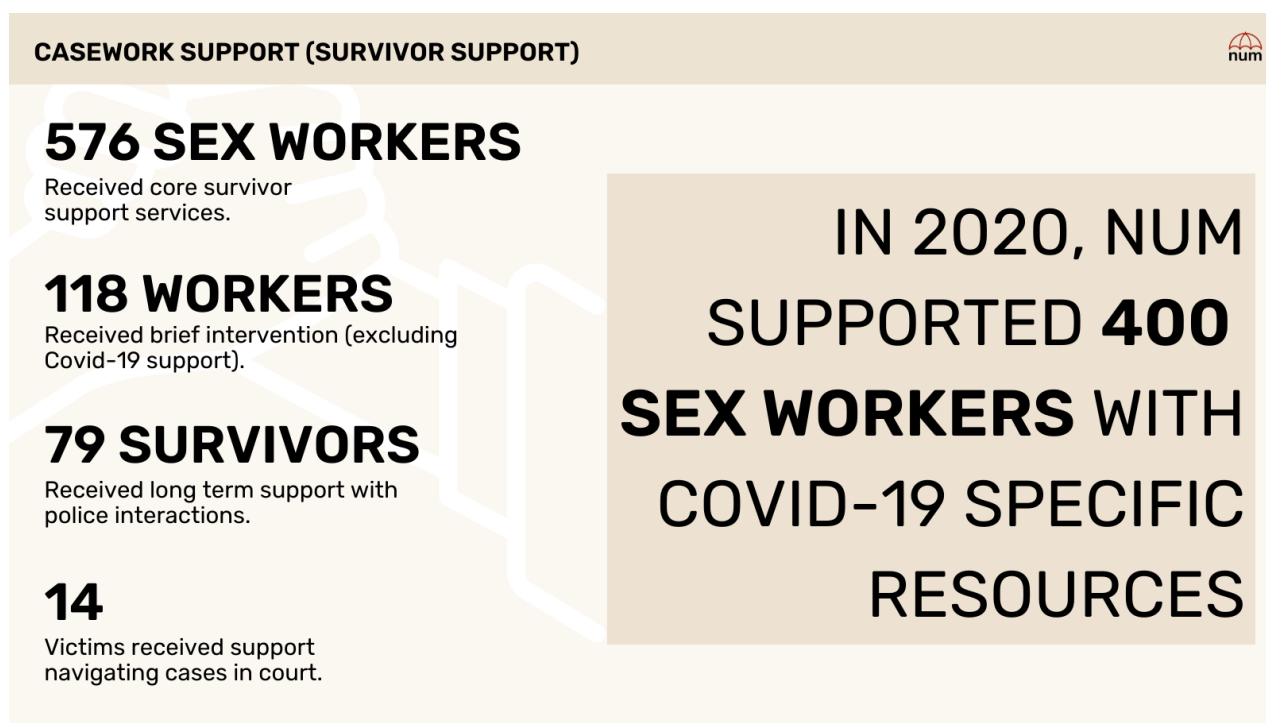 CASEWORK SUPPORT (SURVIVOR SUPPORT)
num
576 SEX WORKERS
Received core survivor
support services.
118 WORKERS
Received brief intervention (excluding
Covid-19 support).
79 SURVIVORS
Received long term support with
police interactions.
14
Victims received support
navigating cases in court.
IN 2020, NUM
SUPPORTED 400
SEX WORKERS WITH
COVID-19 SPECIFIC
RESOURCES